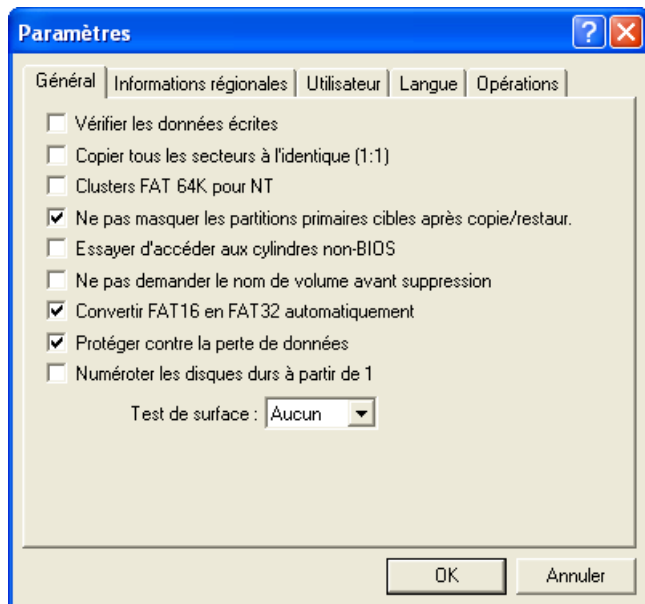 Paramètres
Général Informations régionales Utilisateur Langue Opérations
Vérifier les données écrites
Copier tous les secteurs à l'identique (1:1)
Clusters FAT 64K pour NT
Ne pas masquer les partitions primaires cibles après copie/restaur.
Essayer d'accéder aux cylindres non-BIOS
Ne pas demander le nom de volume avant suppression
Convertir FAT16 en FAT32 automatiquement
Protéger contre la perte de données
Numéroter les disques durs à partir de 1
Test de surface : Aucun
OK Annuler